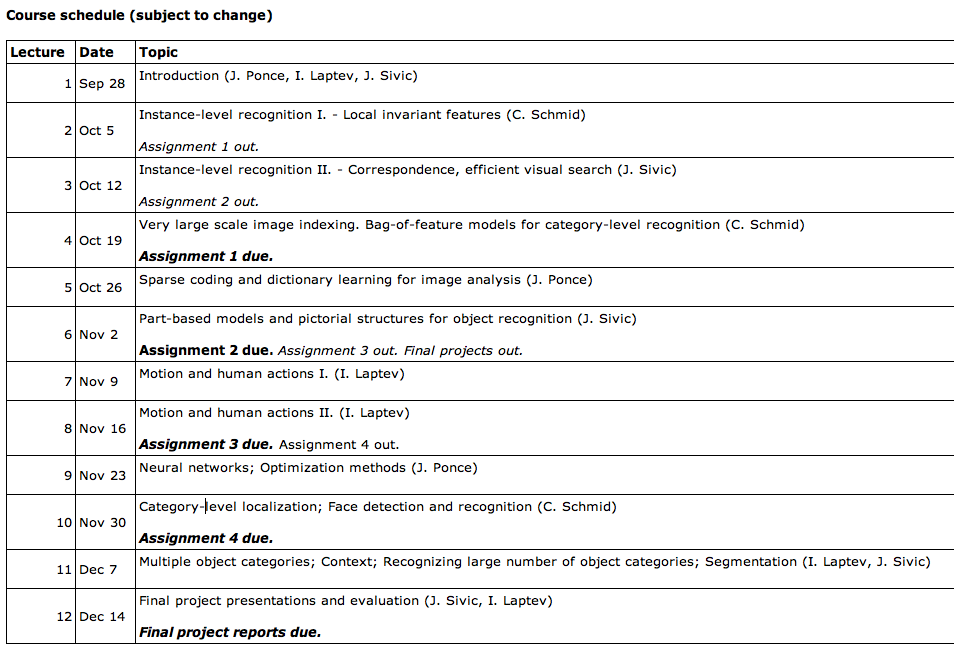 Course schedule (subject to change)
Lecture Date Topic
1 Sep 28 Introduction (J. Ponce, I. Laptev, J. Sivic)
2 Oct 5 Instance-level recognition I. - Local invariant features (C. Schmid)
Assignment 1 out.
3 Oct 12 Instance-level recognition II. - Correspondence, efficient visual search (J. Sivic)
Assignment 2 out.
4 Oct 19 Very large scale image indexing. Bag-of-feature models for category-level recognition (C. Schmid)
Assignment 1 due.
5 Oct 26 Sparse coding and dictionary learning for image analysis (J. Ponce)
6 Nov 2 Part-based models and pictorial structures for object recognition (J. Sivic)
Assignment 2 due. Assignment 3 out. Final projects out.
7 Nov 9 Motion and human actions I. (I. Laptev)
8 Nov 16 Motion and human actions II. (I. Laptev)
Assignment 3 due. Assignment 4 out.
9 Nov 23 Neural networks; Optimization methods (J. Ponce)
10 Nov 30 Category-level localization; Face detection and recognition (C. Schmid)
Assignment 4 due.
11 Dec 7 Multiple object categories; Context; Recognizing large number of object categories; Segmentation (I. Laptev, J. Sivic)
12 Dec 14 Final project presentations and evaluation (J. Sivic, I. Laptev)
Final project reports due.